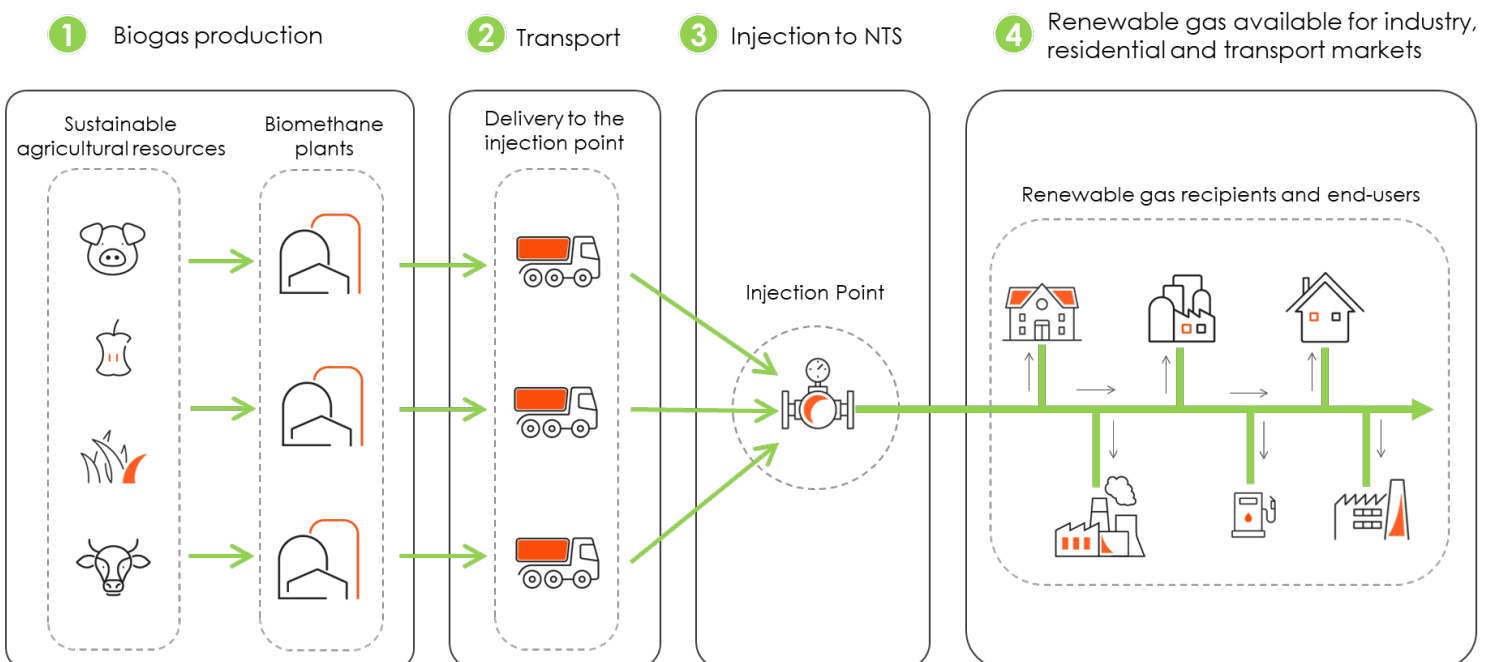 1 Biogas production
2 Transport
3 Injection to NTS
4 Renewable gas available for industry,
residential and transport markets
Sustainable
agricultural resources
Biomethane
plants
Delivery to the
injection point
Injection Point
Renewable gas recipients and end-users